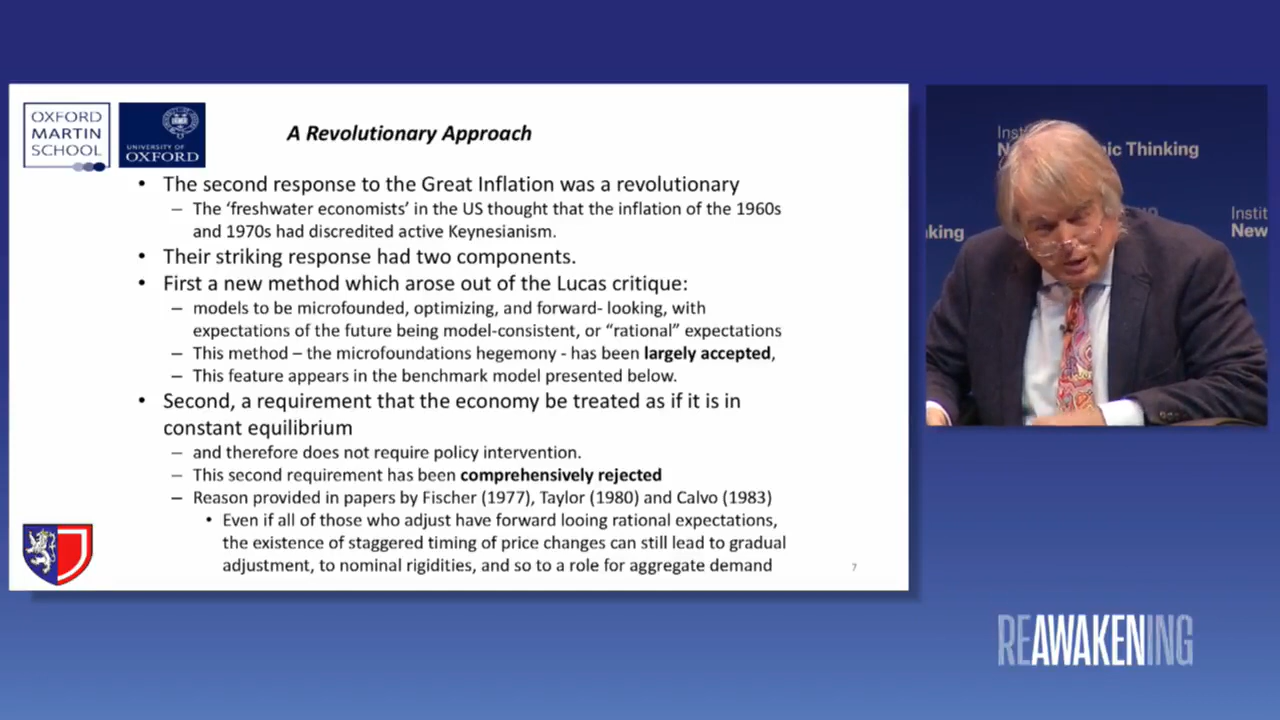 OXFORD
MARTIN
SCHOOL
UNIVERSITY OF
OXFORD
A Revolutionary Approach
• The second response to the Great Inflation was a revolutionary
– The ‘freshwater economists’ in the US thought that the inflation of the 1960s
and 1970s had discredited active Keynesianism.
• Their striking response had two components.
• First a new method which arose out of the Lucas critique:
– models to be microfounded, optimizing, and forward- looking, with
expectations of the future being model-consistent, or “rational” expectations
– This method – the microfoundations hegemony - has been largely accepted,
– This feature appears in the benchmark model presented below.
• Second, a requirement that the economy be treated as if it is in
constant equilibrium
– and therefore does not require policy intervention.
– This second requirement has been comprehensively rejected
– Reason provided in papers by Fischer (1977), Taylor (1980) and Calvo (1983)
• Even if all of those who adjust have forward looing rational expectations,
the existence of staggered timing of price changes can still lead to gradual
adjustment, to nominal rigidities, and so to a role for aggregate demand
7
Inst
N ic Thinking
king
Instit
New
REAWAKENING